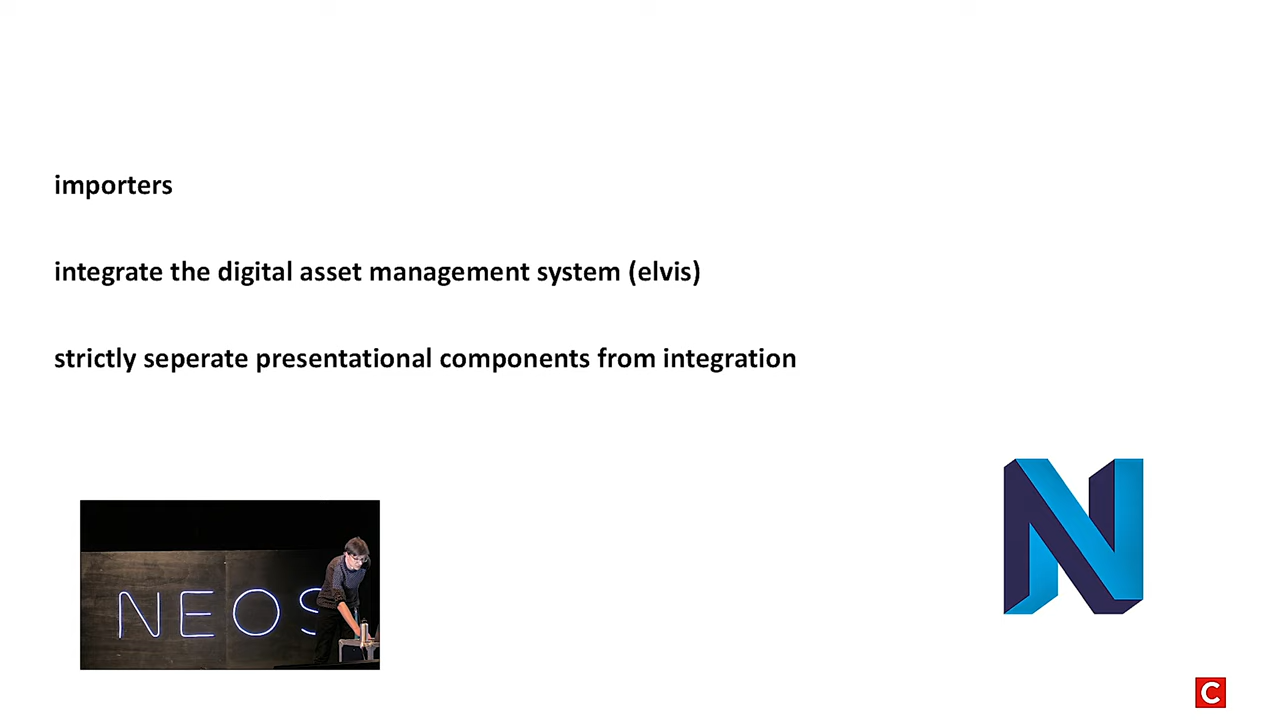 importers
integrate the digital asset management system (elvis)
strictly seperate presentational components from integration
NEOS
N
C